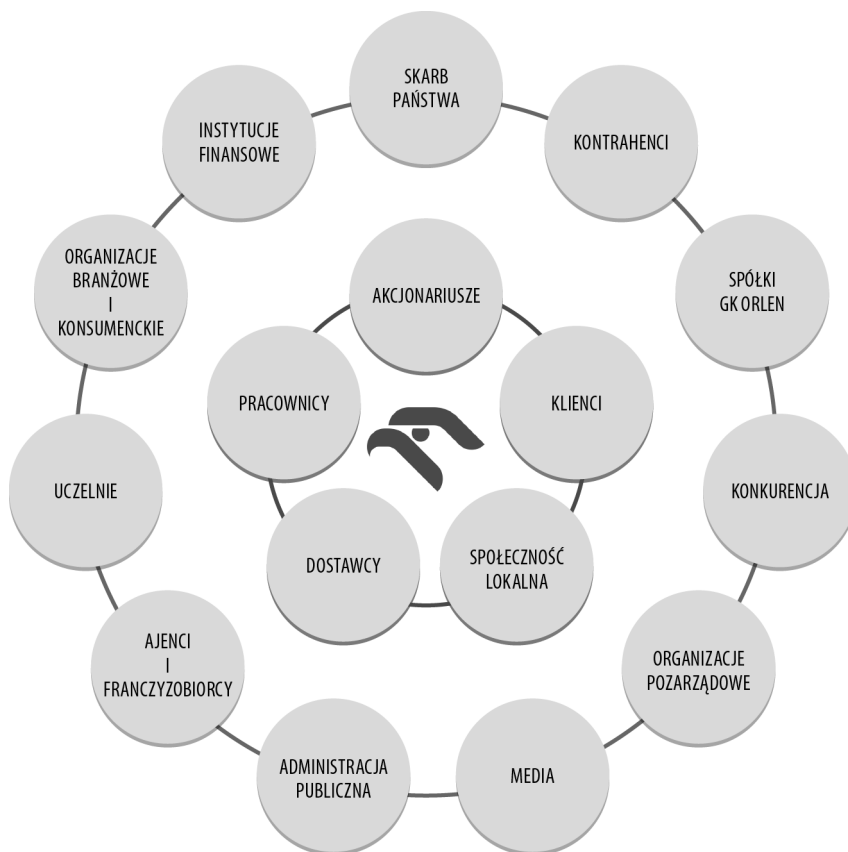 SKARB
PAŃSTWA
INSTYTUCJE
FINANSOWE
KONTRAHENCI
ORGANIZACJE
BRANŻOWE
I
KONSUMENCKIE
SPÓŁKI
GK ORLEN
AKCJONARIUSZE
PRACOWNICY
KLIENCI
UCZELNIE
KONKURENCJA
DOSTAWCY
SPOŁECZNOŚĆ
LOKALNA
AJENCI
I
FRANCZYZOBIORCY
ORGANIZACJE
POZARZĄDOWE
ADMINISTRACJA
PUBLICZNA
MEDIA